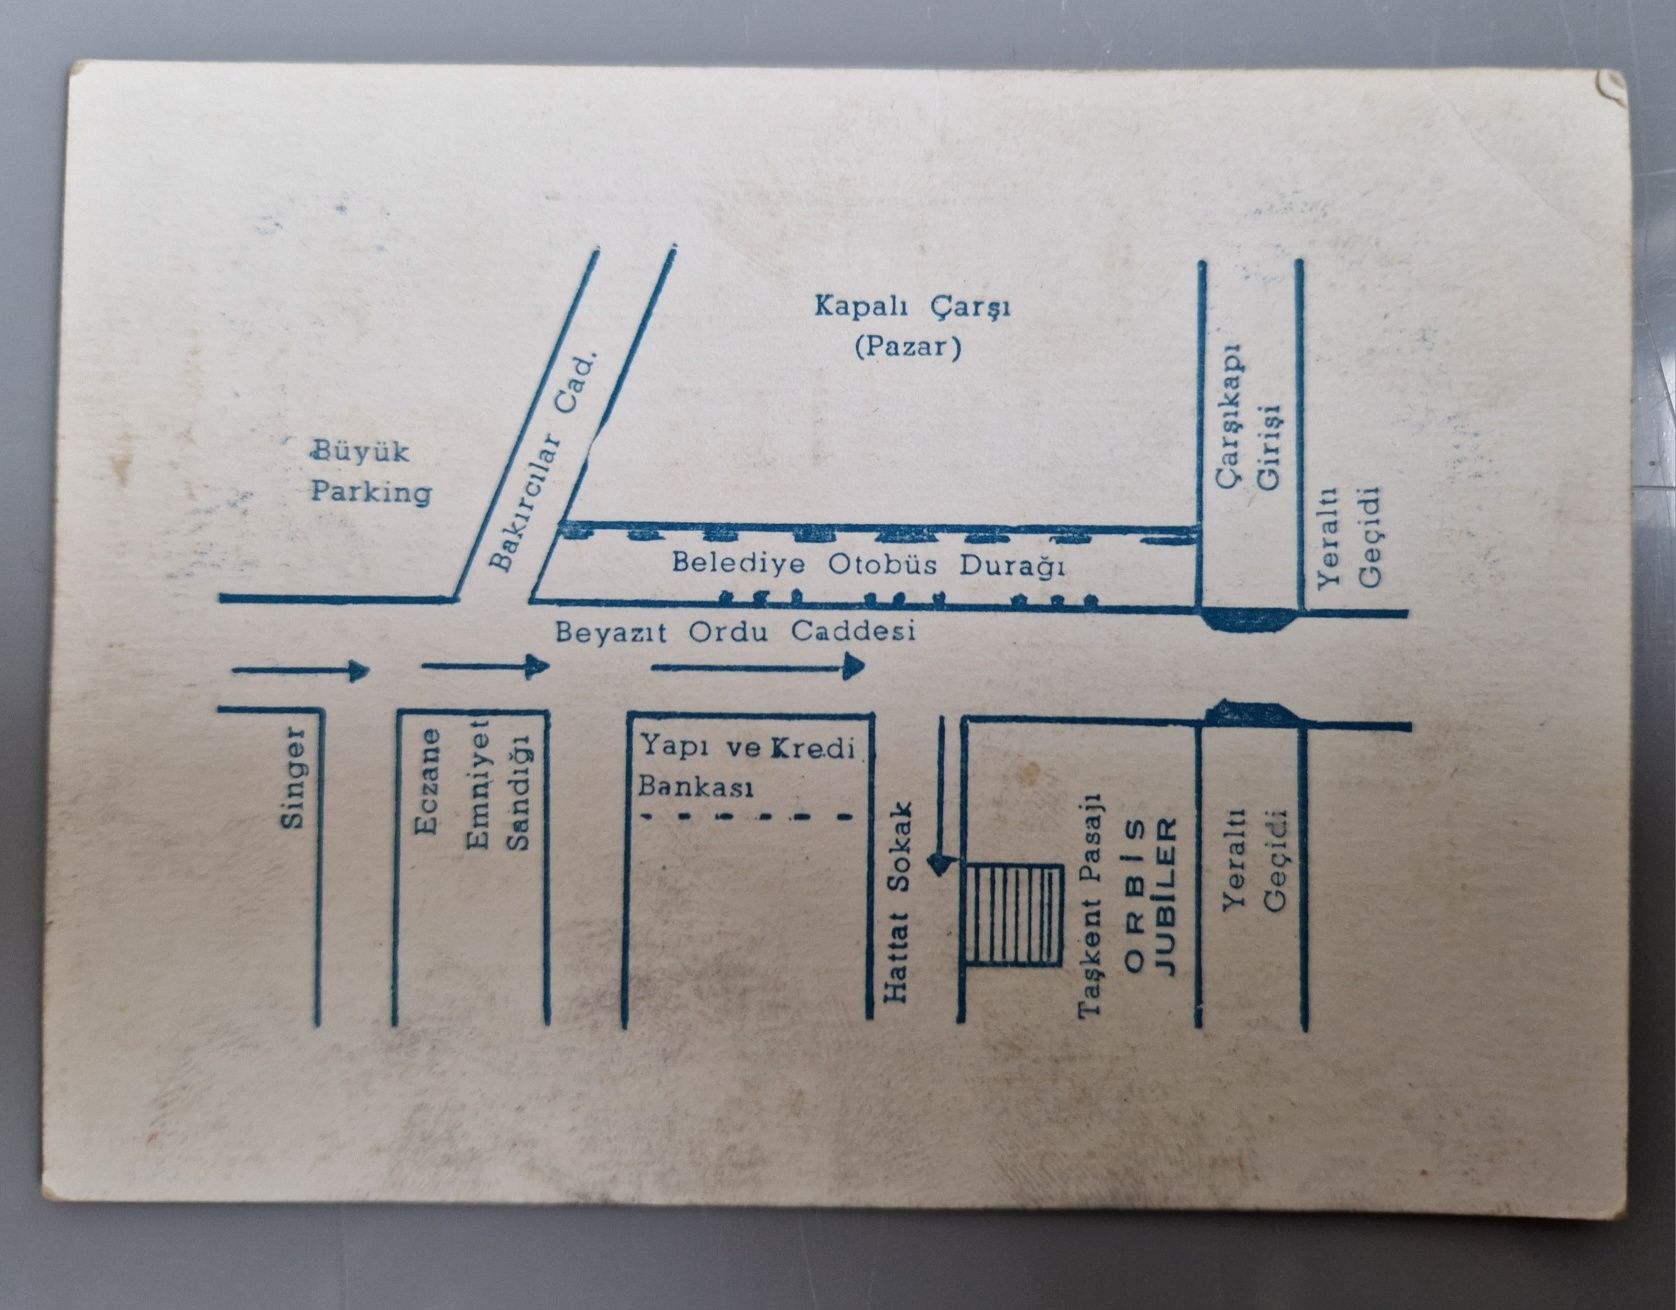 Kapalı Çarşı
(Pazar)
Büyük
Parking
Bakırcılar Cad.
Çarşıkapı
Girişi
Yeraltı
Geçidi
Belediye Otobüs Durağı
Beyazıt Ordu Caddesi
Singer
Eczane
Emniyet
Sandığı
Yapı ve Kredi
Bankası
Hattat Sokak
Taşkent Pasajı
ORBİS
JUBİLER
Yeraltı
Geçidi